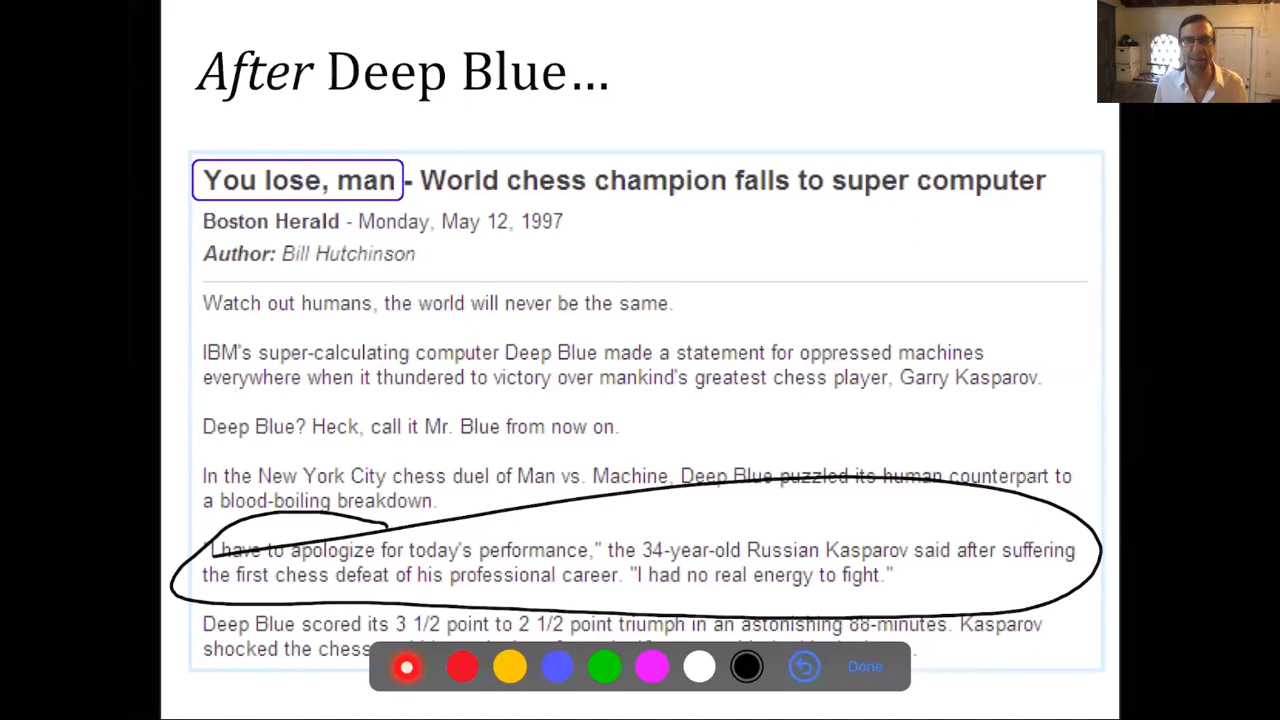 After Deep Blue...
You lose, man - World chess champion falls to super computer
Boston Herald - Monday, May 12, 1997
Author: Bill Hutchinson
Watch out humans, the world will never be the same.
IBM's super-calculating computer Deep Blue made a statement for oppressed machines
everywhere when it thundered to victory over mankind's greatest chess player, Garry Kasparov.
Deep Blue? Heck, call it Mr. Blue from now on.
In the New York City chess duel of Man vs. Machine, Deep Blue puzzled its human counterpart to
a blood-boiling breakdown.
"I have to apologize for today's performance," the 34-year-old Russian Kasparov said after suffering
the first chess defeat of his professional career. "I had no real energy to fight."
Deep Blue scored its 3 1/2 point to 2 1/2 point triumph in an astonishing 88-minutes. Kasparov
shocked the chess
Done